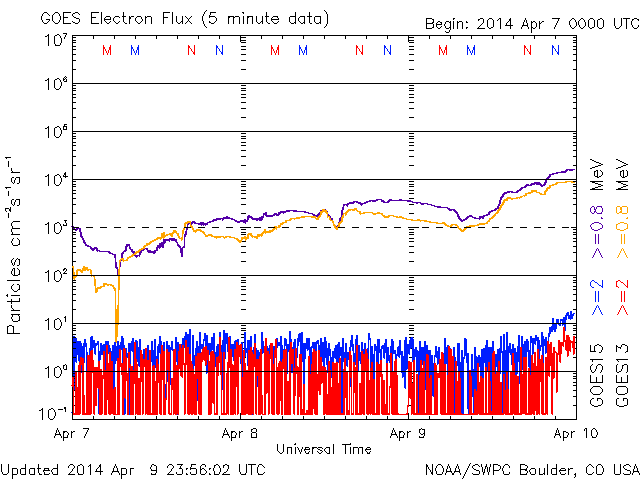 GOES Electron Flux (5 minute data)
Begin: 2014 Apr 7 0000 UTC
10⁷
M M N N M M N N M M N N
10⁶
10⁵
10⁴
10³
10²
10¹
10⁰
10⁻¹
Particles cm⁻²s⁻¹sr⁻¹
GOES15 >=2 >=0.8 MeV
GOES13 >=2 >=0.8 MeV
Apr 7 Apr 8 Apr 9 Apr 10
Universal Time
Updated 2014 Apr 9 23:56:02 UTC
NOAA/SWPC Boulder, CO USA